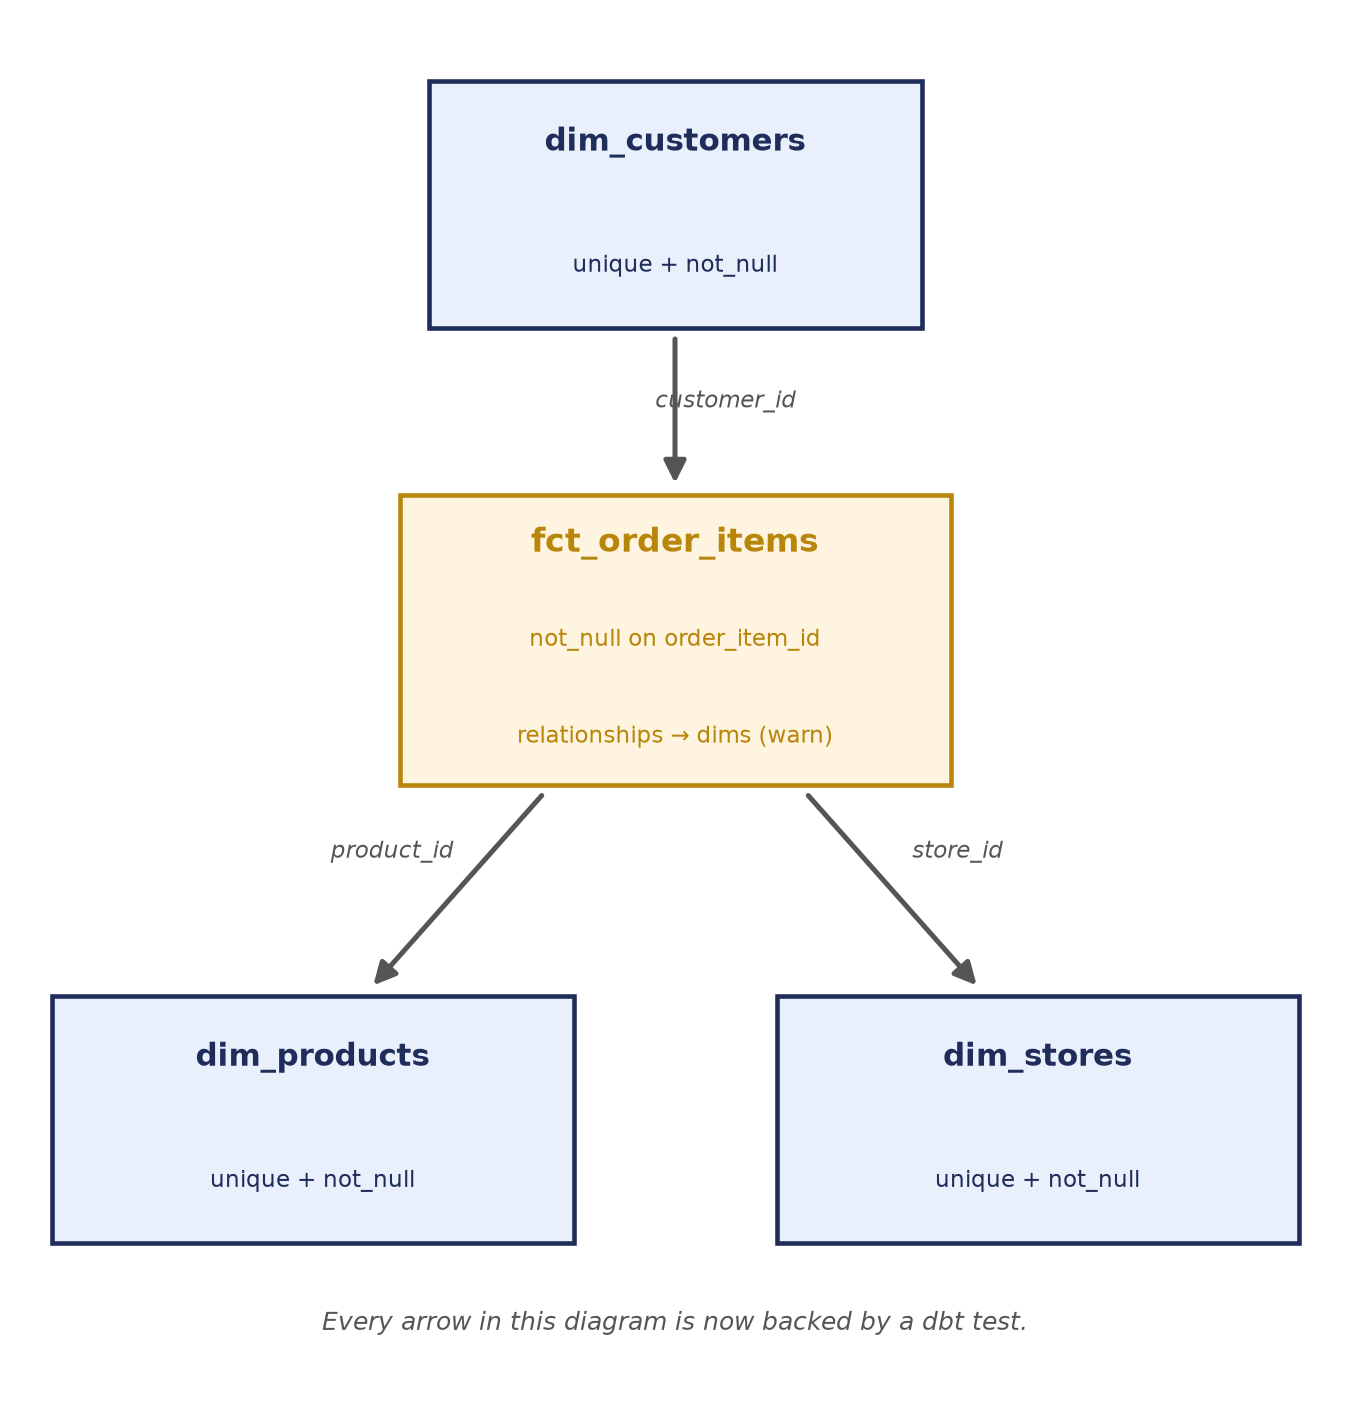 dim_customers
unique + not_null
customer_id
fct_order_items
not_null on order_item_id
relationships → dims (warn)
product_id
store_id
dim_products
dim_stores
unique + not_null
unique + not_null
Every arrow in this diagram is now backed by a dbt test.